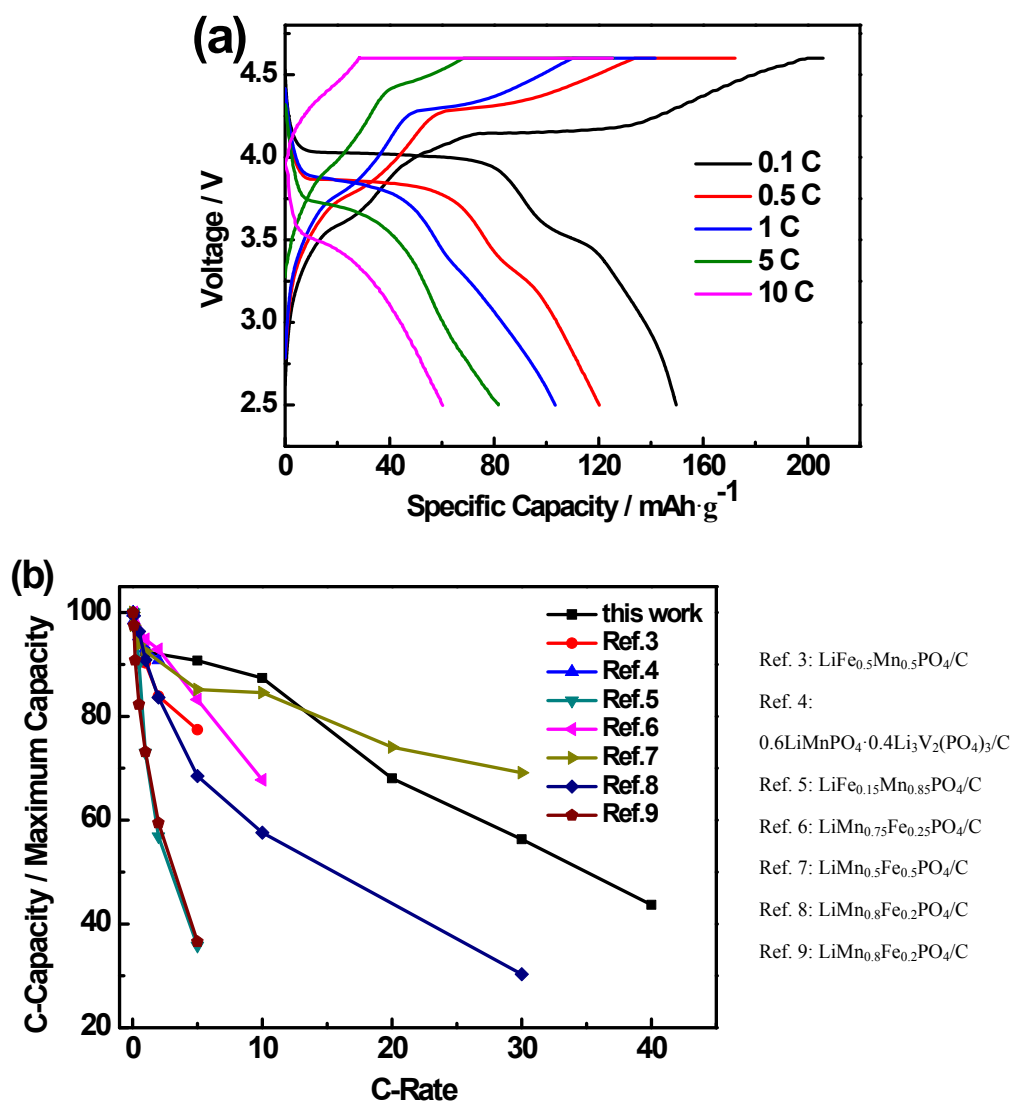 (a)
4.5
4.0
3.5
3.0
2.5
Voltage / V
0.1 C
0.5 C
1 C
5 C
10 C
0 40 80 120 160 200
Specific Capacity / mAh·g⁻¹
(b)
100
80
60
40
20
C-Capacity / Maximum Capacity
this work
Ref.3
Ref.4
Ref.5
Ref.6
Ref.7
Ref.8
Ref.9
0 10 20 30 40
C-Rate
Ref. 3: LiFe₀.₅Mn₀.₅PO₄/C
Ref. 4:
0.6LiMnPO₄·0.4Li₃V₂(PO₄)₃/C
Ref. 5: LiFe₀.₁₅Mn₀.₈₅PO₄/C
Ref. 6: LiMn₀.₇₅Fe₀.₂₅PO₄/C
Ref. 7: LiMn₀.₅Fe₀.₅PO₄/C
Ref. 8: LiMn₀.₈Fe₀.₂PO₄/C
Ref. 9: LiMn₀.₈Fe₀.₂PO₄/C